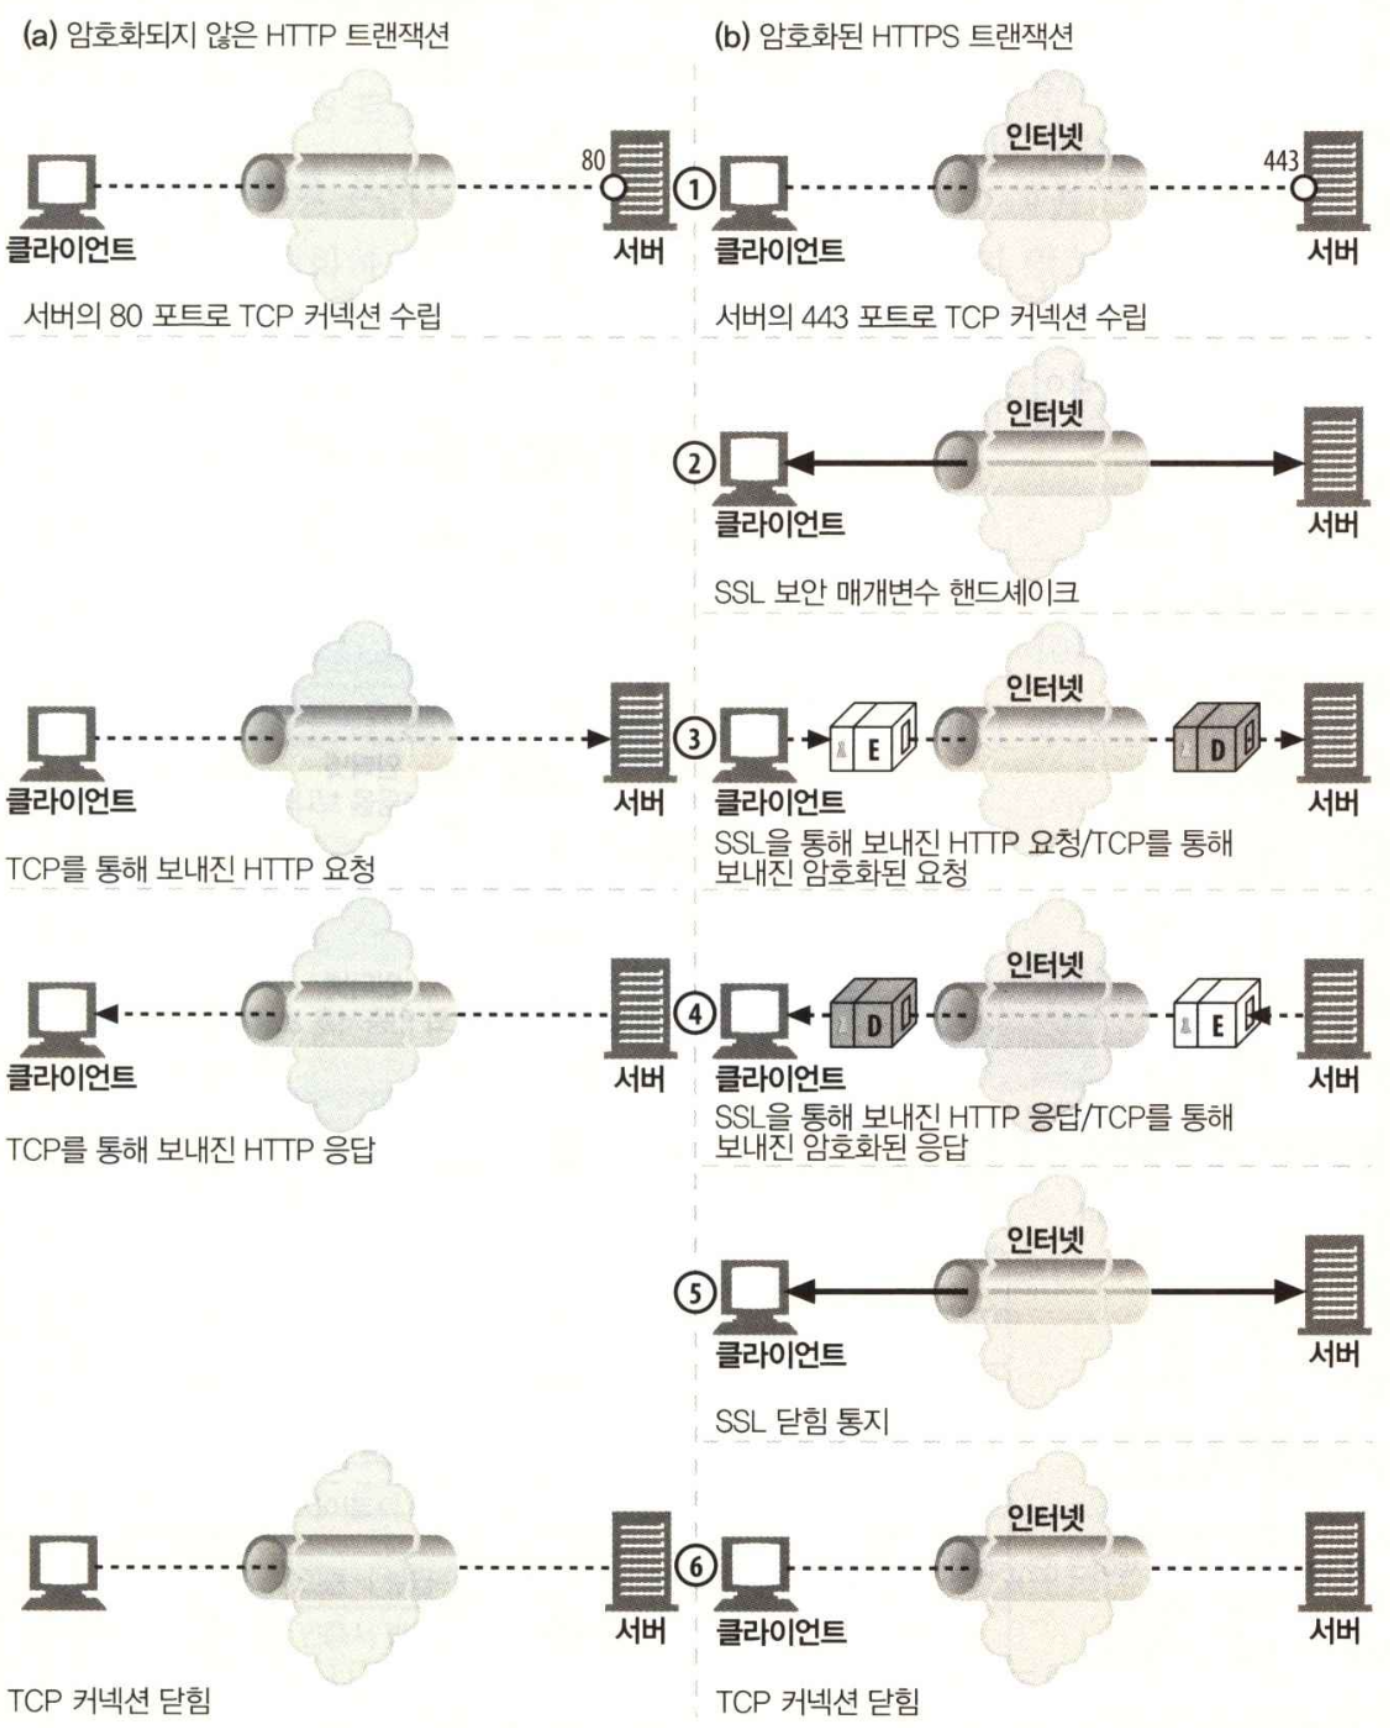 (a) 암호화되지 않은 HTTP 트랜잭션
(b) 암호화된 HTTPS 트랜잭션
80
클라이언트
서버
서버의 80 포트로 TCP 커넥션 수립
1
인터넷
443
클라이언트
서버
서버의 443 포트로 TCP 커넥션 수립
2
인터넷
클라이언트
서버
SSL 보안 매개변수 핸드셰이크
클라이언트
서버
TCP를 통해 보내진 HTTP 요청
3
인터넷
E
D
클라이언트
서버
SSL을 통해 보내진 HTTP 요청/TCP를 통해
보내진 암호화된 요청
클라이언트
서버
TCP를 통해 보내진 HTTP 응답
4
인터넷
D
E
클라이언트
서버
SSL을 통해 보내진 HTTP 응답/TCP를 통해
보내진 암호화된 응답
5
인터넷
클라이언트
서버
SSL 닫힘 통지
서버
TCP 커넥션 닫힘
6
인터넷
클라이언트
서버
TCP 커넥션 닫힘